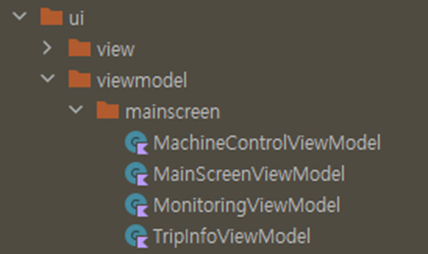 ui
view
viewmodel
mainscreen
MachineControlViewModel
MainScreenViewModel
MonitoringViewModel
TripInfoViewModel